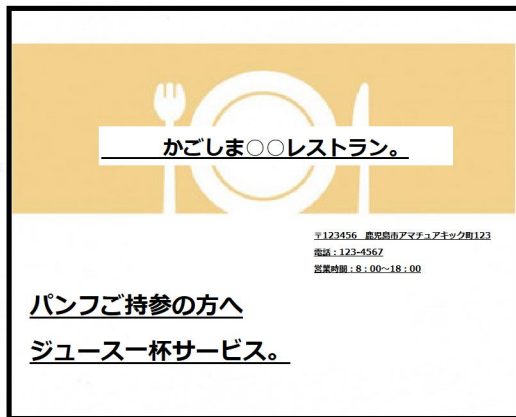 かごしま○○レストラン。
〒123456　鹿児島市アマチュアキック町123
電話：123-4567
営業時間：8：00～18：00
パンフご持参の方へ
ジュース一杯サービス。